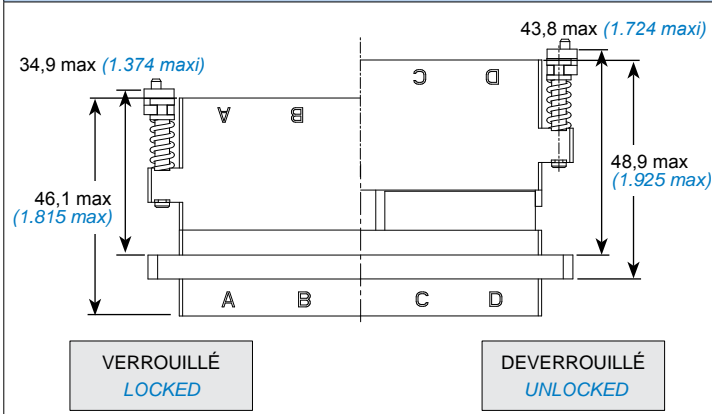 43,8 max (1.724 maxi)
34,9 max (1.374 maxi)
C D
A B
48,9 max
(1.925 max)
46,1 max
(1.815 max)
A B C D
VERROUILLÉ
LOCKED
DEVERROUILLÉ
UNLOCKED